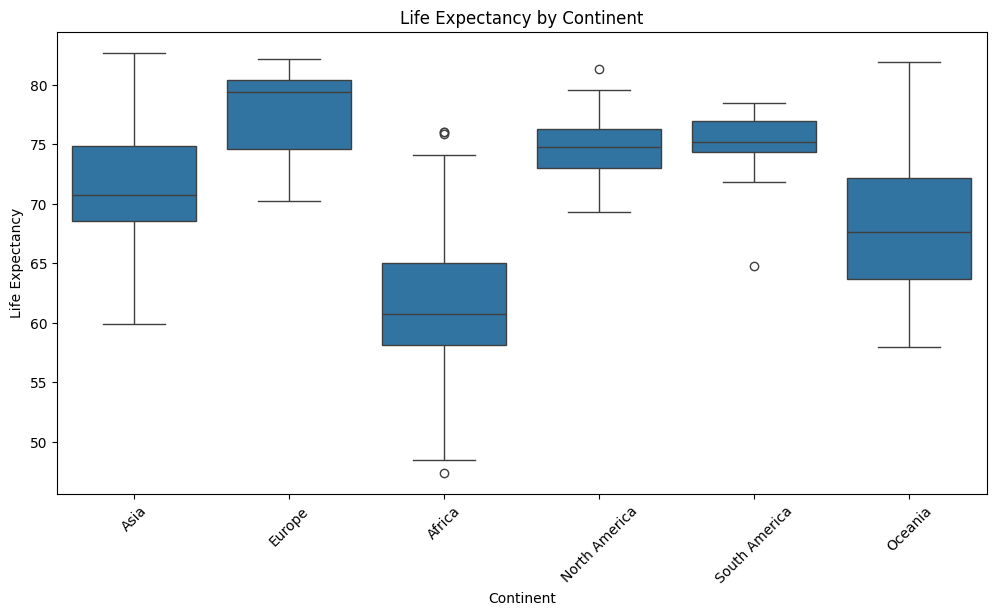 Life Expectancy by Continent
Life Expectancy
80
75
70
65
60
55
50
Asia
Europe
Africa
North America
South America
Oceania
Continent